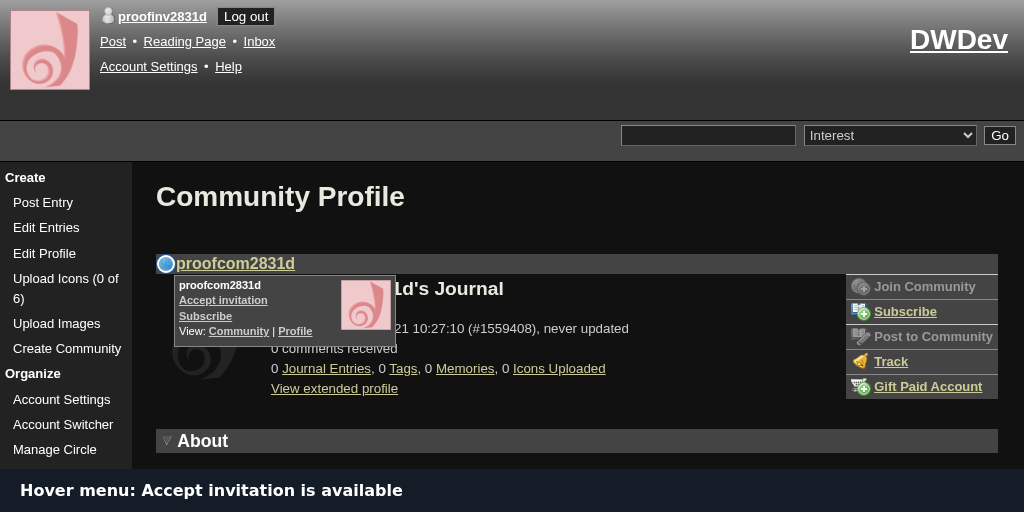 proofinv2831d Log out
Post • Reading Page • Inbox
Account Settings • Help
DWDev
Interest Go
Create
Post Entry
Edit Entries
Edit Profile
Upload Icons (0 of
6)
Upload Images
Create Community
Organize
Account Settings
Account Switcher
Manage Circle
Community Profile
proofcom2831d
proofcom2831d
Accept invitation
Subscribe
View: Community | Profile
1d's Journal
21 10:27:10 (#1559408), never updated
0 comments received
0 Journal Entries, 0 Tags, 0 Memories, 0 Icons Uploaded
View extended profile
Join Community
Subscribe
Post to Community
Track
Gift Paid Account
About
Hover menu: Accept invitation is available